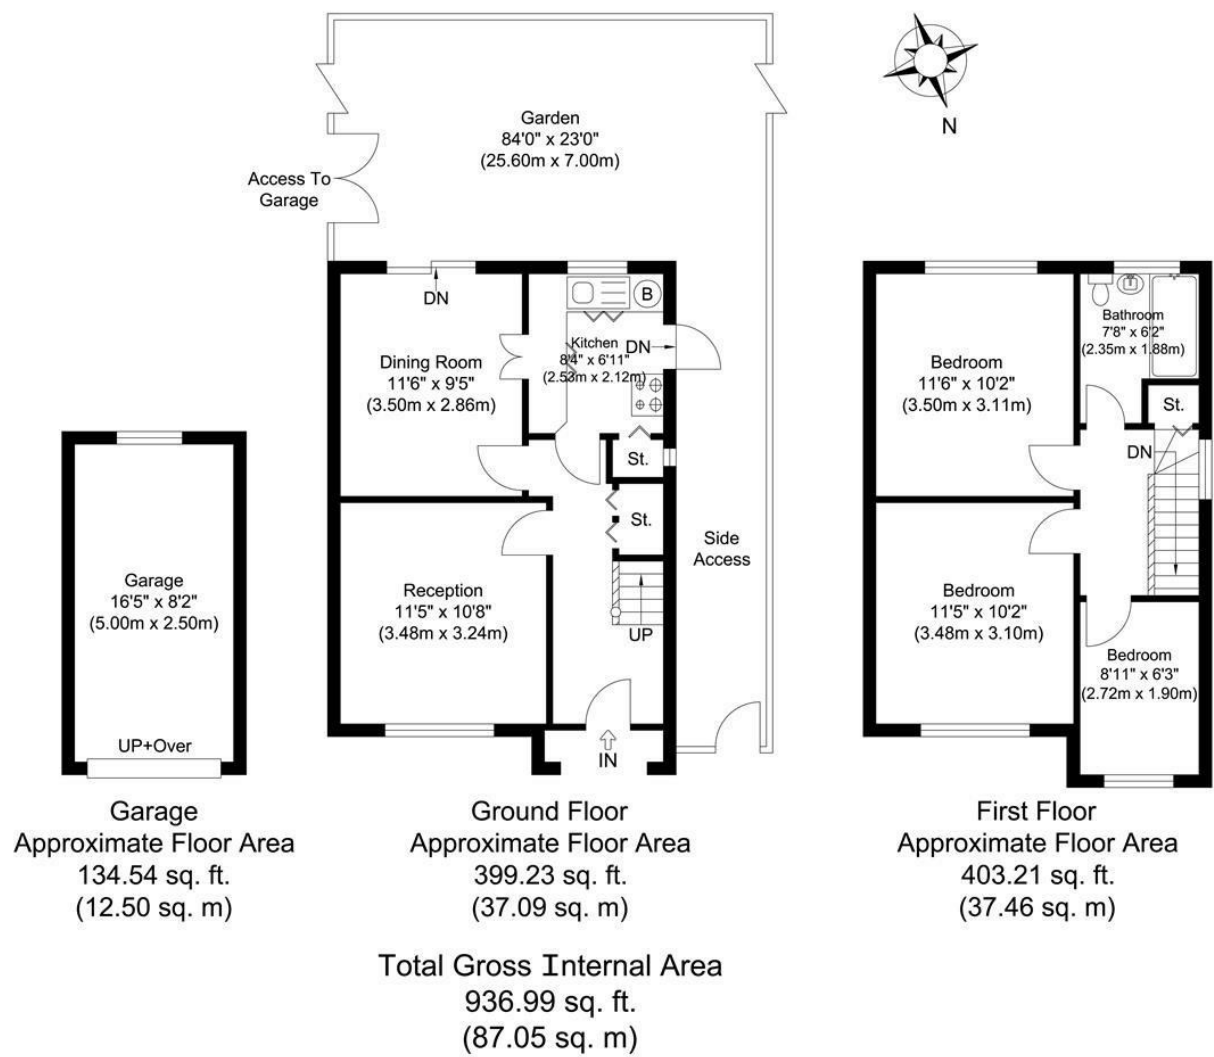 N
Garden
84'0" x 23'0"
(25.60m x 7.00m)
Access To
Garage
DN
B
Kitchen
8'4" x 6'11"
(2.53m x 2.12m)
DN
Dining Room
11'6" x 9'5"
(3.50m x 2.86m)
St.
St.
Side
Access
Reception
11'5" x 10'8"
(3.48m x 3.24m)
UP
IN
Garage
16'5" x 8'2"
(5.00m x 2.50m)
UP+Over
Bathroom
7'8" x 6'2"
(2.35m x 1.88m)
Bedroom
11'6" x 10'2"
(3.50m x 3.11m)
St.
DN
Bedroom
11'5" x 10'2"
(3.48m x 3.10m)
Bedroom
8'11" x 6'3"
(2.72m x 1.90m)
Garage
Approximate Floor Area
134.54 sq. ft.
(12.50 sq. m)
Ground Floor
Approximate Floor Area
399.23 sq. ft.
(37.09 sq. m)
First Floor
Approximate Floor Area
403.21 sq. ft.
(37.46 sq. m)
Total Gross Internal Area
936.99 sq. ft.
(87.05 sq. m)